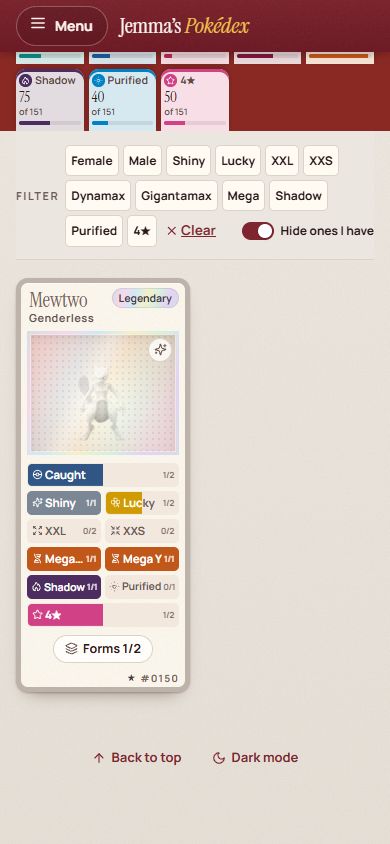 Menu
Jemma's Pokédex
Shadow
75
of 151
Purified
40
of 151
4★
50
of 151
FILTER
Female Male Shiny Lucky XXL XXS
Dynamax Gigantamax Mega Shadow
Purified 4★ × Clear Hide ones I have
Mewtwo
Legendary
Genderless
Caught 1/2
Shiny 1/1 Lucky 1/2
XXL 0/2 XXS 0/2
Mega... 1/1 Mega Y 1/1
Shadow 1/1 Purified 0/1
4★ 1/2
Forms 1/2
★ #0150
↑ Back to top
Dark mode